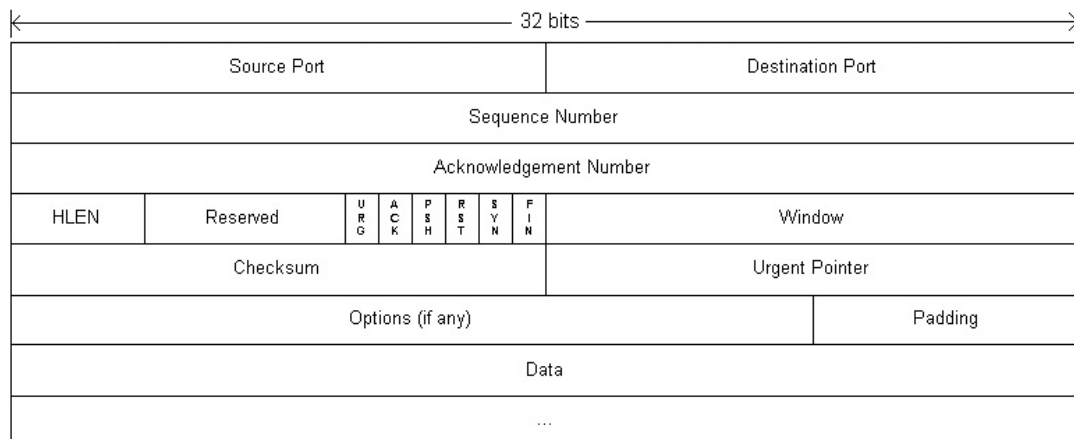 32 bits
Source Port Destination Port
Sequence Number
Acknowledgement Number
HLEN Reserved URG ACK PSH RST SYN FIN Window
Checksum Urgent Pointer
Options (if any) Padding
Data
...